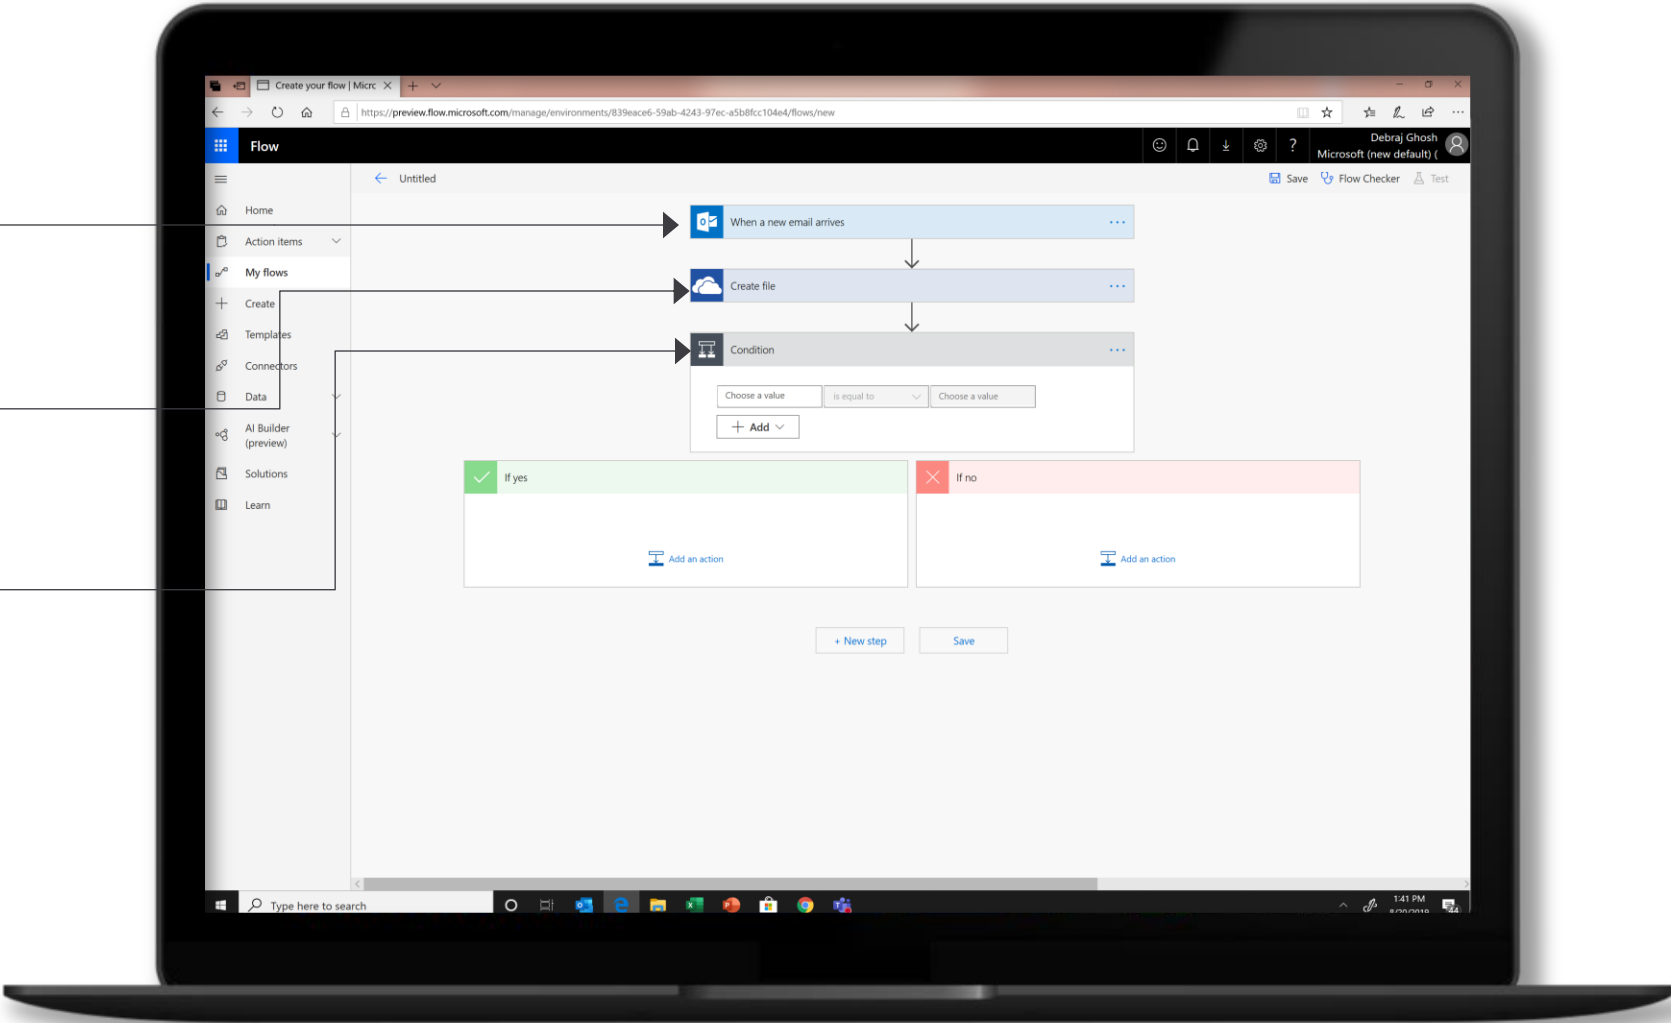 Create your flow | Micrc
https://preview.flow.microsoft.com/manage/environments/839eace6-59ab-4243-97ec-a5b8fcc104e4/flows/new
Flow
Debraj Ghosh
Microsoft (new default) (
Untitled
Save
Flow Checker
Test
Home
Action items
My flows
Create
Templates
Connectors
Data
AI Builder
(preview)
Solutions
Learn
When a new email arrives
Create file
Condition
Choose a value
is equal to
Choose a value
+ Add
If yes
If no
Add an action
Add an action
+ New step
Save
Type here to search
1:41 PM
8/20/2019
44